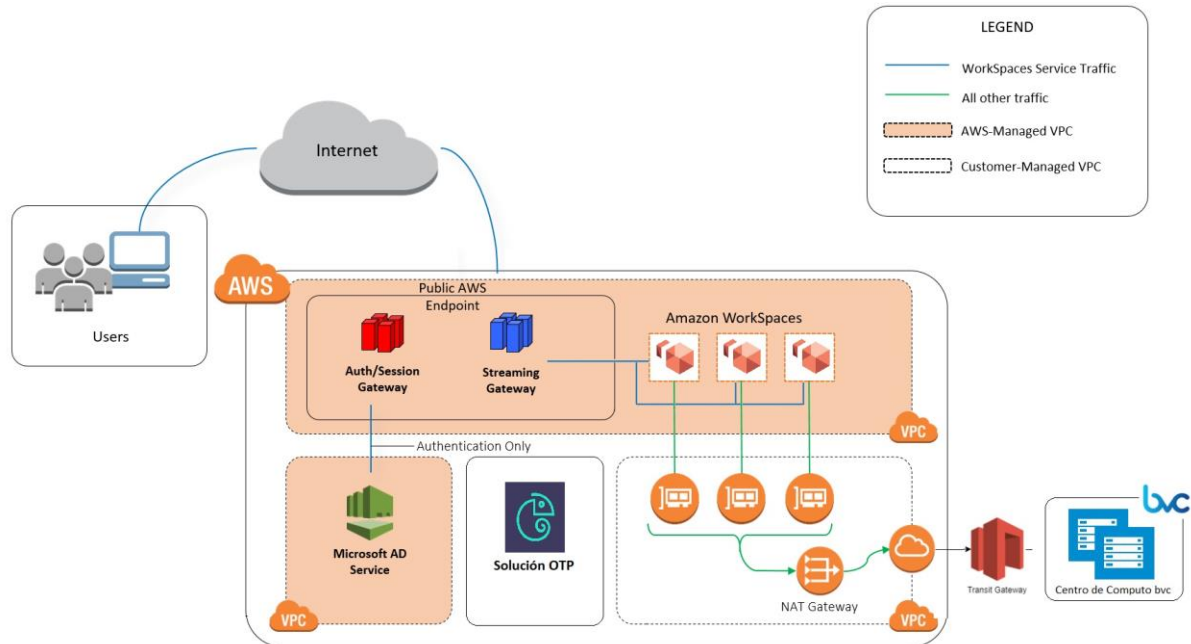 LEGEND
WorkSpaces Service Traffic
All other traffic
AWS-Managed VPC
Customer-Managed VPC
Internet
Users
AWS
Public AWS
Endpoint
Auth/Session
Gateway
Streaming
Gateway
Amazon WorkSpaces
VPC
Authentication Only
Microsoft AD
Service
VPC
Solución OTP
NAT Gateway
VPC
Transit Gateway
bvc
Centro de Computo bvc